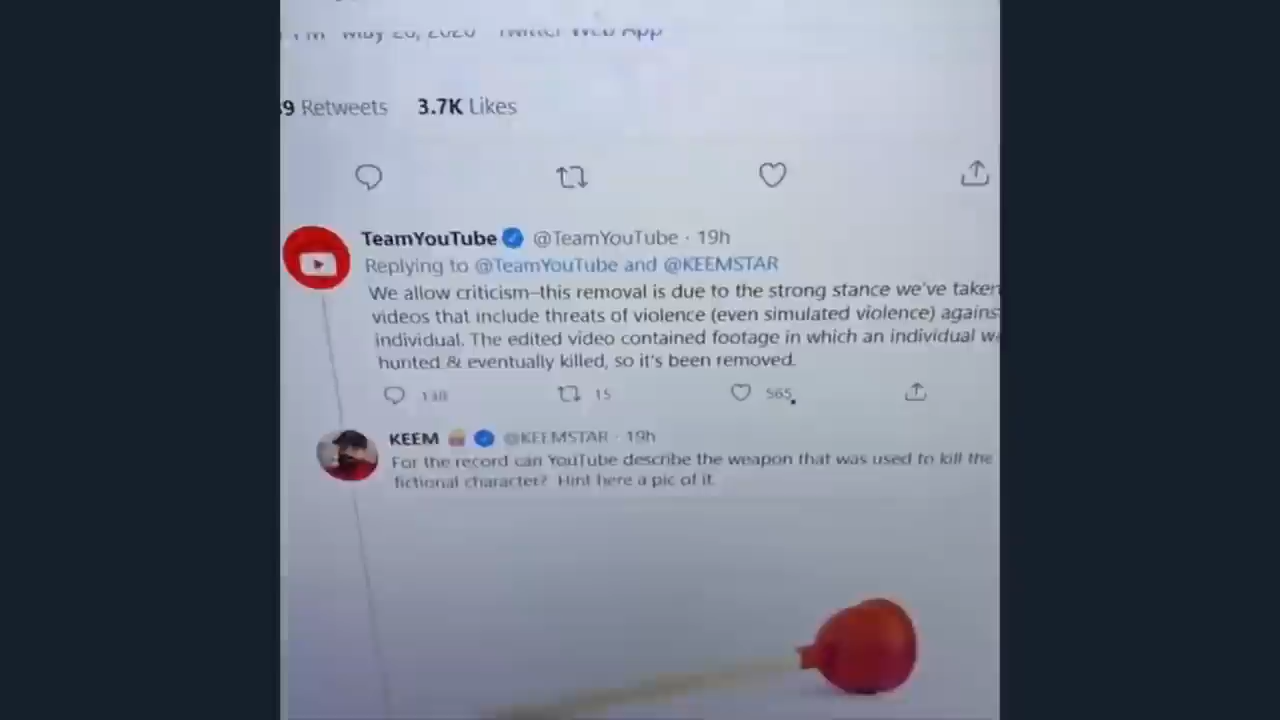 May 20, 2020 Twitter Web App
9 Retweets 3.7K Likes
TeamYouTube @TeamYouTube · 19h
Replying to @TeamYouTube and @KEEMSTAR
We allow criticism–this removal is due to the strong stance we've taken
videos that include threats of violence (even simulated violence) agains
individual. The edited video contained footage in which an individual w
hunted & eventually killed, so it's been removed.
15 565
KEEM @KEEMSTAR · 19h
For the record can YouTube describe the weapon that was used to kill the
fictional character? Hint here a pic of it